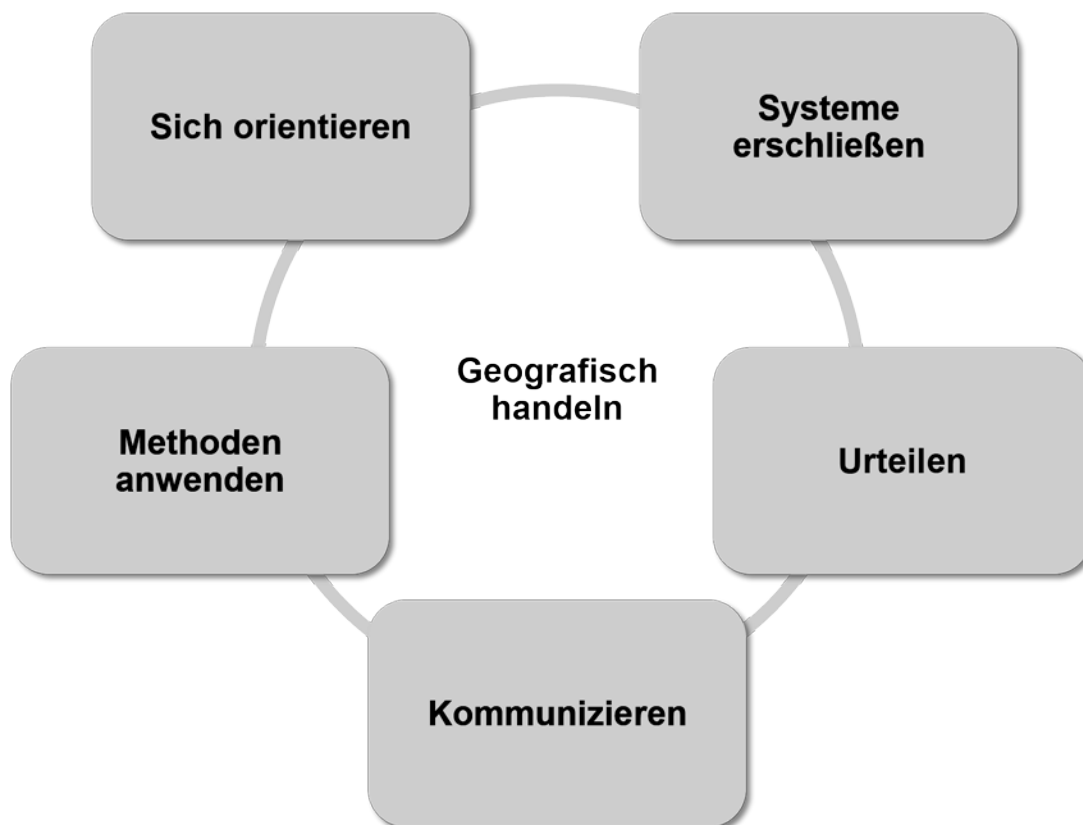 Sich orientieren
Systeme
erschließen
Geografisch
handeln
Methoden
anwenden
Urteilen
Kommunizieren